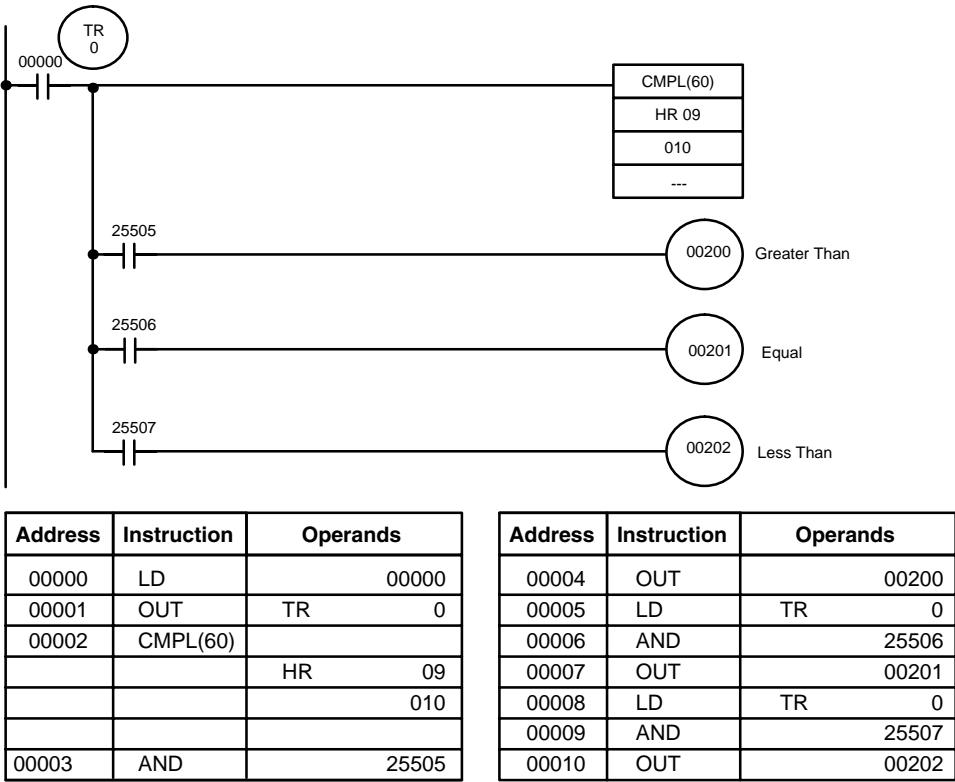 TR
0
00000
CMPL(60)
HR 09
010
---
25505
00200 Greater Than
25506
00201 Equal
25507
00202 Less Than
Address Instruction Operands
00000 LD 00000
00001 OUT TR 0
00002 CMPL(60)
HR 09
010
00003 AND 25505
Address Instruction Operands
00004 OUT 00200
00005 LD TR 0
00006 AND 25506
00007 OUT 00201
00008 LD TR 0
00009 AND 25507
00010 OUT 00202